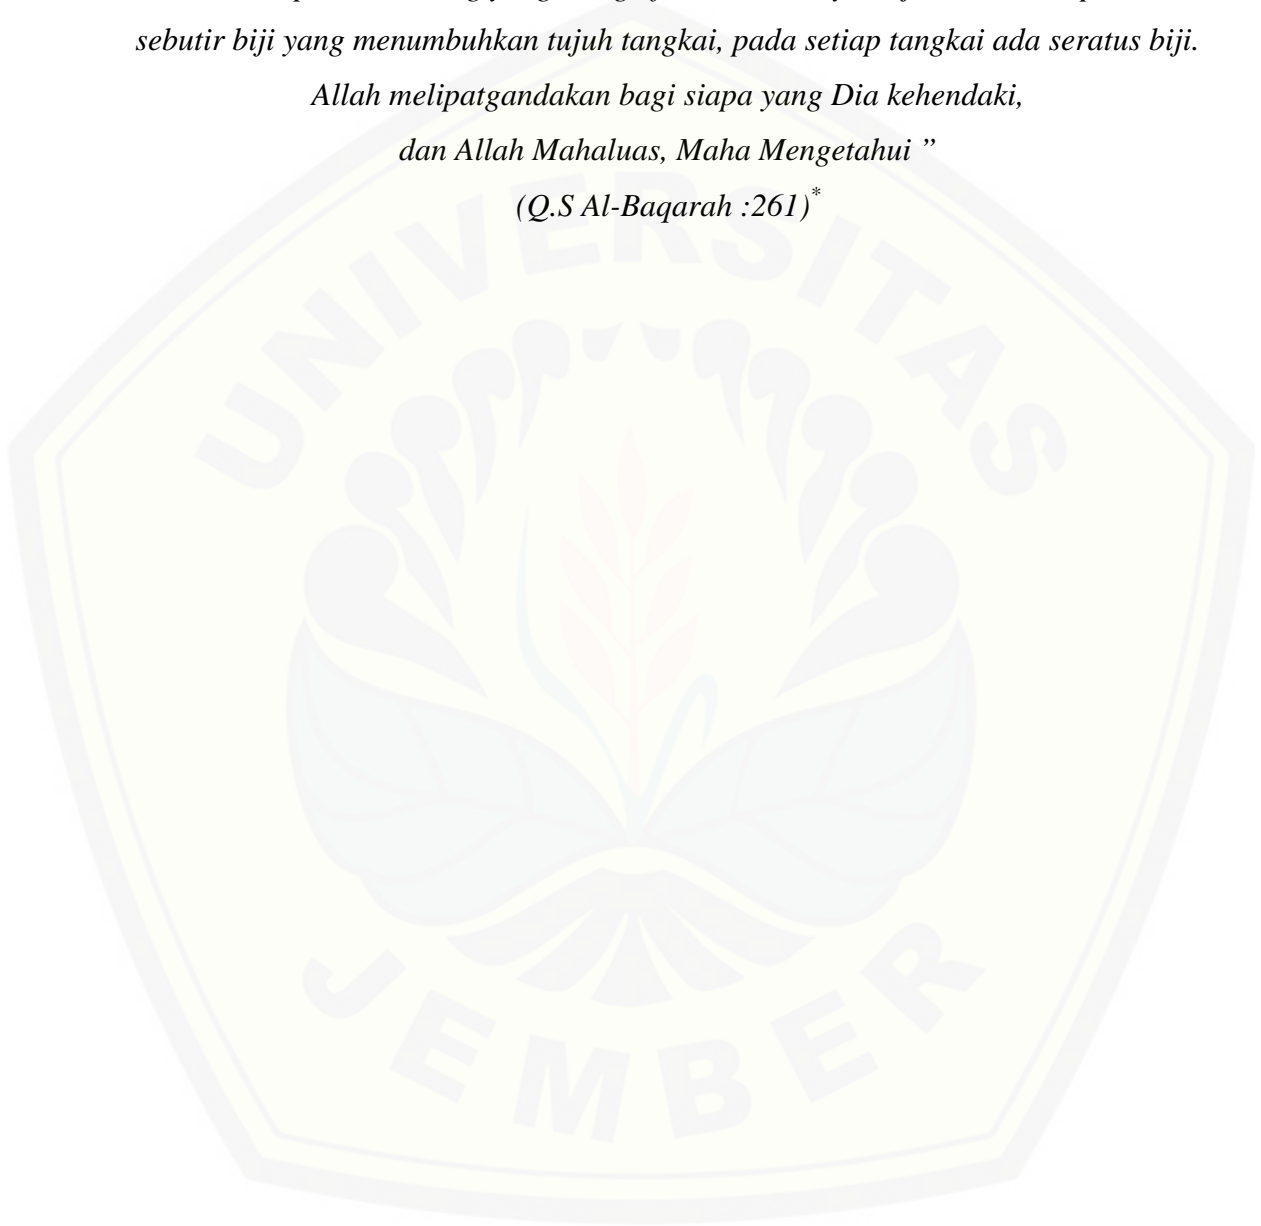 sebutir biji yang menumbuhkan tujuh tangkai, pada setiap tangkai ada seratus biji.
Allah melipatgandakan bagi siapa yang Dia kehendaki,
dan Allah Mahaluas, Maha Mengetahui ”
(Q.S Al-Baqarah :261)*
UNIVERSITAS
JEMBER